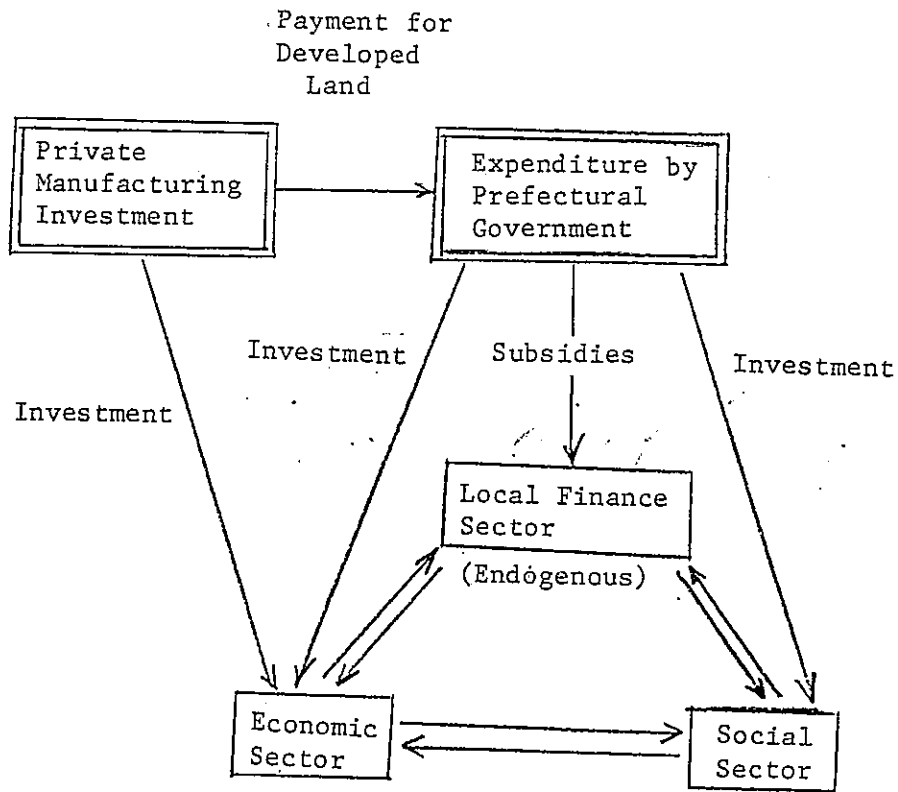 Payment for
Developed
Land
Private
Manufacturing
Investment
Expenditure by
Prefectural
Government
Investment
Subsidies
Investment
Investment
Local Finance
Sector
(Endogenous)
Economic
Sector
Social
Sector